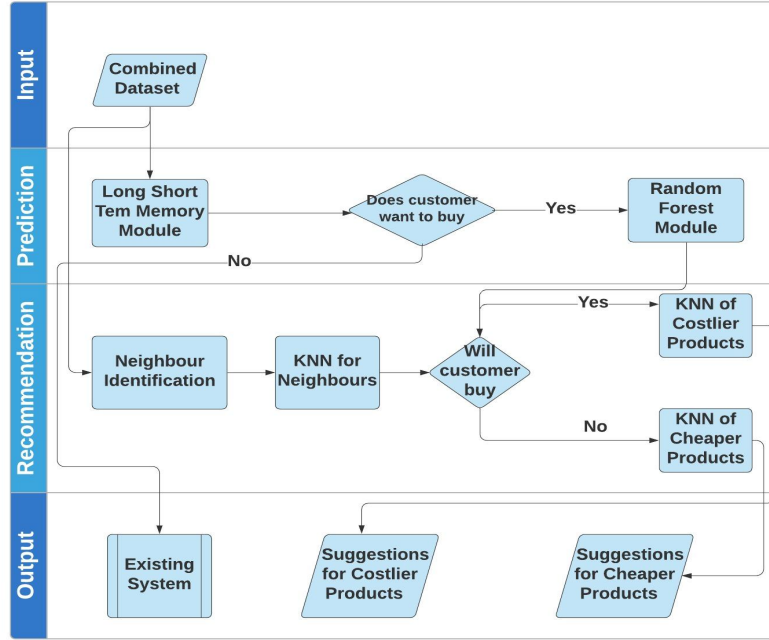 Input
Combined
Dataset
Prediction
Long Short
Tem Memory
Module
Does customer
want to buy
Yes
Random
Forest
Module
No
Recommendation
Neighbour
Identification
KNN for
Neighbours
Will
customer
buy
Yes
KNN of
Costlier
Products
No
KNN of
Cheaper
Products
Output
Existing
System
Suggestions
for Costlier
Products
Suggestions
for Cheaper
Products